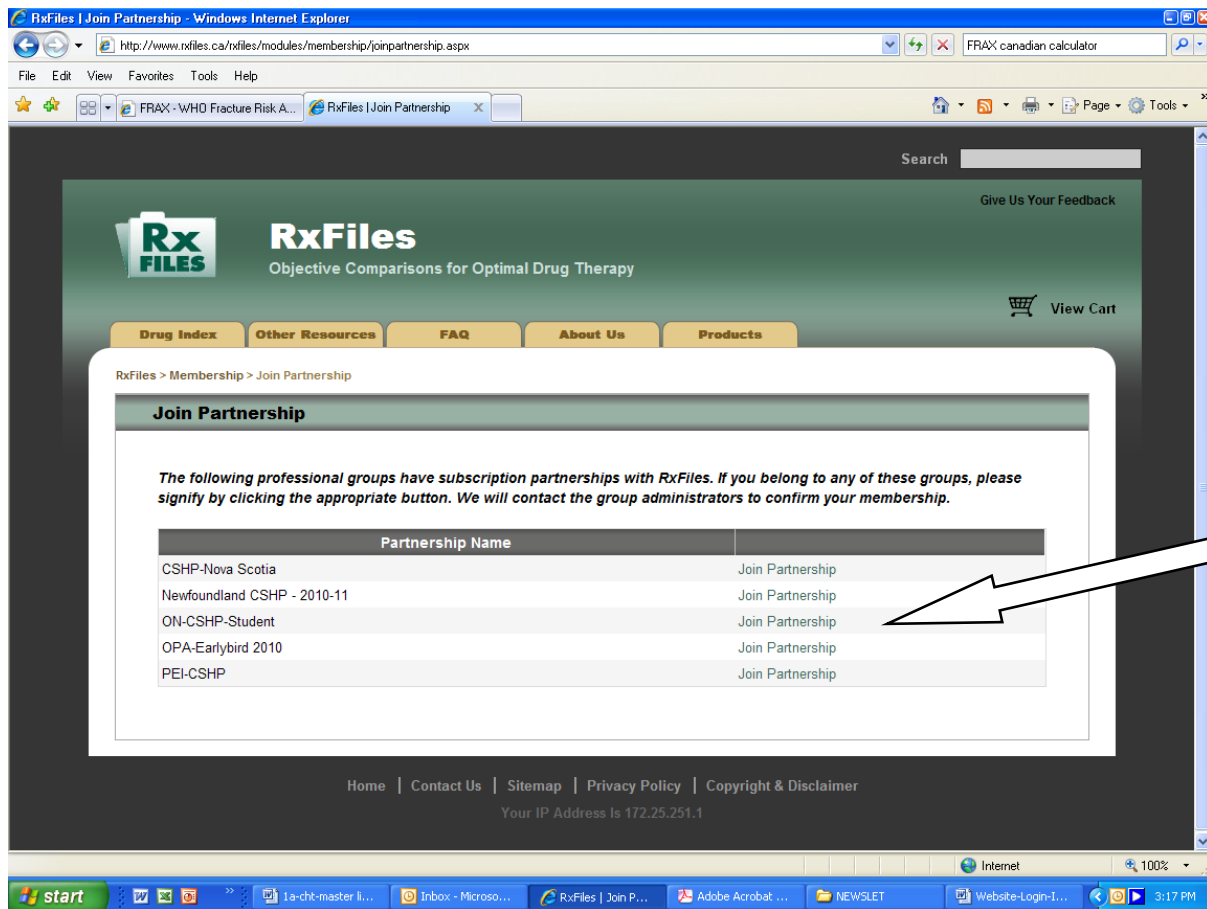 RxFiles | Join Partnership - Windows Internet Explorer
http://www.rxfiles.ca/rxfiles/modules/membership/joinpartnership.aspx
FRAX canadian calculator
File Edit View Favorites Tools Help
FRAX - WHO Fracture Risk A... RxFiles | Join Partnership X Page Tools »
Search
Give Us Your Feedback
Rx FILES
RxFiles
Objective Comparisons for Optimal Drug Therapy
View Cart
Drug Index Other Resources FAQ About Us Products
RxFiles > Membership > Join Partnership
Join Partnership
The following professional groups have subscription partnerships with RxFiles. If you belong to any of these groups, please
signify by clicking the appropriate button. We will contact the group administrators to confirm your membership.
Partnership Name
CSHP-Nova Scotia Join Partnership
Newfoundland CSHP - 2010-11 Join Partnership
ON-CSHP-Student Join Partnership
OPA-Earlybird 2010 Join Partnership
PEI-CSHP Join Partnership
Home | Contact Us | Sitemap | Privacy Policy | Copyright & Disclaimer
Your IP Address Is 172.25.251.1
Internet 100%
start » 1a-cht-master li... Inbox - Microso... RxFiles | Join P... Adobe Acrobat ... NEWSLET Website-Login-I... 3:17 PM